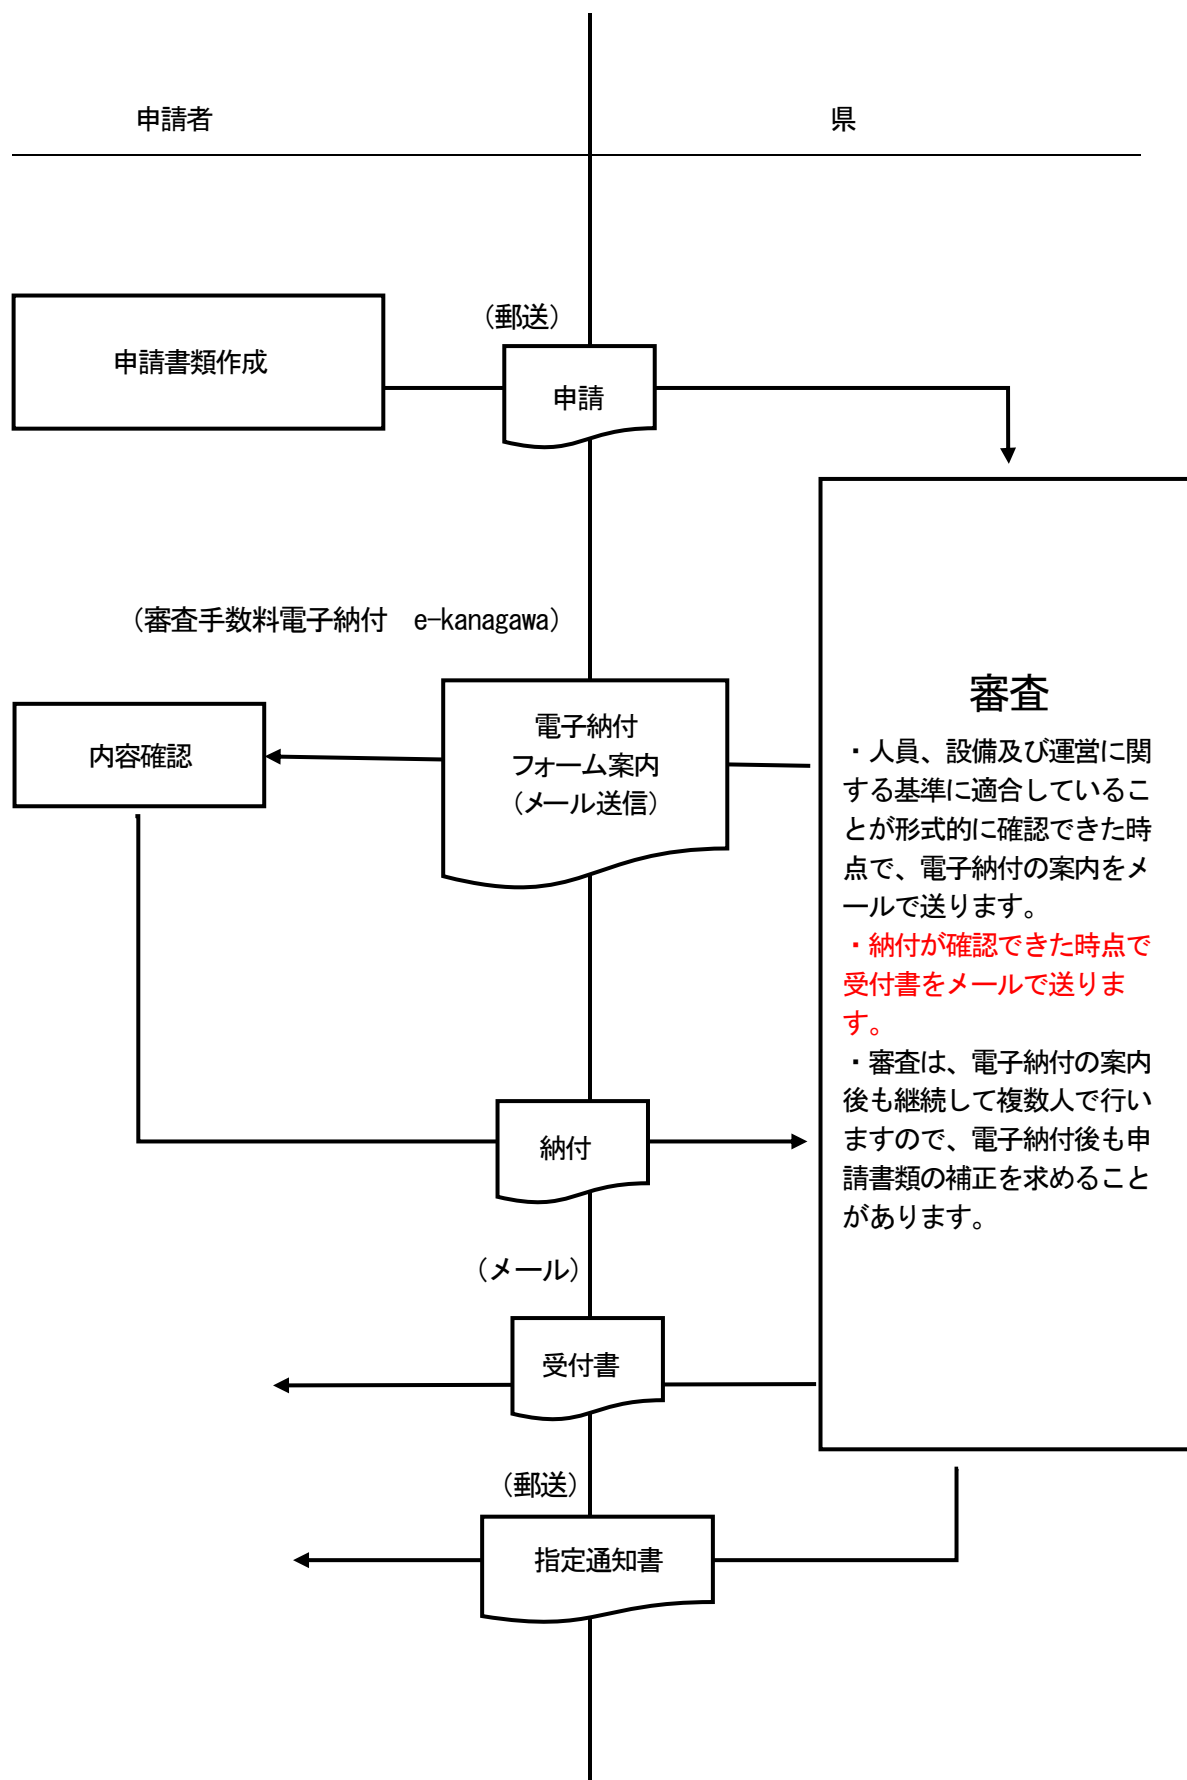 申請者
県
(郵送)
申請書類作成
申請
(審査手数料電子納付　e-kanagawa)
電子納付
フォーム案内
(メール送信)
内容確認
審査
・人員、設備及び運営に関
する基準に適合しているこ
とが形式的に確認できた時
点で、電子納付の案内をメ
ールで送ります。
・納付が確認できた時点で
受付書をメールで送りま
す。
・審査は、電子納付の案内
後も継続して複数人で行い
ますので、電子納付後も申
請書類の補正を求めること
があります。
納付
(メール)
受付書
(郵送)
指定通知書